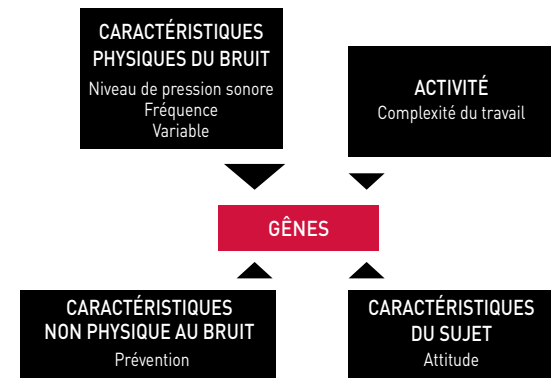 CARACTÉRISTIQUES
PHYSIQUES DU BRUIT
Niveau de pression sonore
Fréquence
Variable
ACTIVITÉ
Complexité du travail
GÊNES
CARACTÉRISTIQUES
NON PHYSIQUE AU BRUIT
Prévention
CARACTÉRISTIQUES
DU SUJET
Attitude